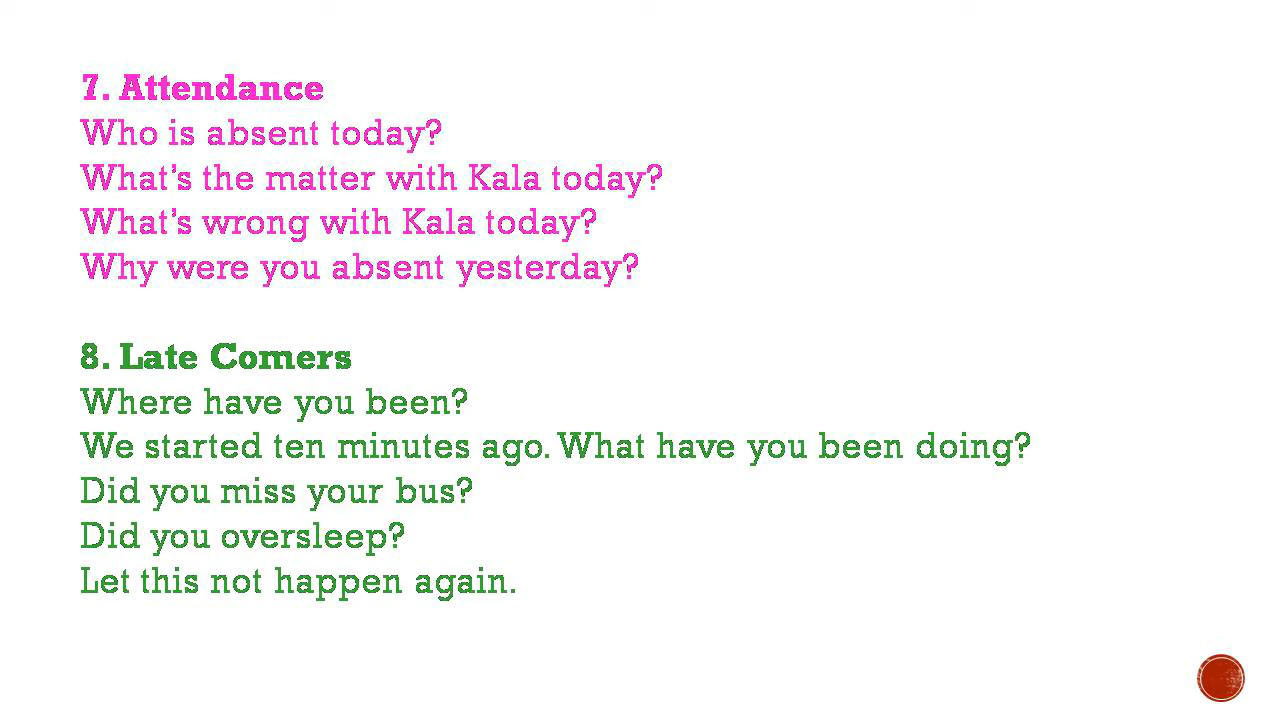 7. Attendance
Who is absent today?
What's the matter with Kala today?
What's wrong with Kala today?
Why were you absent yesterday?
8. Late Comers
Where have you been?
We started ten minutes ago. What have you been doing?
Did you miss your bus?
Did you oversleep?
Let this not happen again.